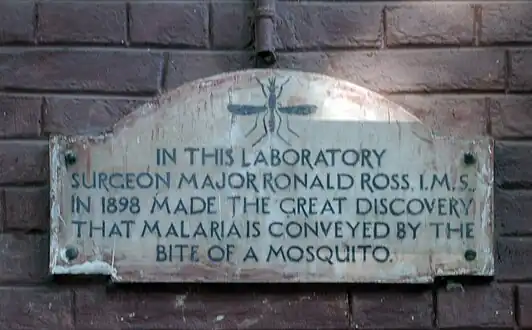 IN THIS LABORATORY
SURGEON MAJOR RONALD ROSS. I.M.S.,
IN 1898 MADE THE GREAT DISCOVERY
THAT MALARIA IS CONVEYED BY THE
BITE OF A MOSQUITO.